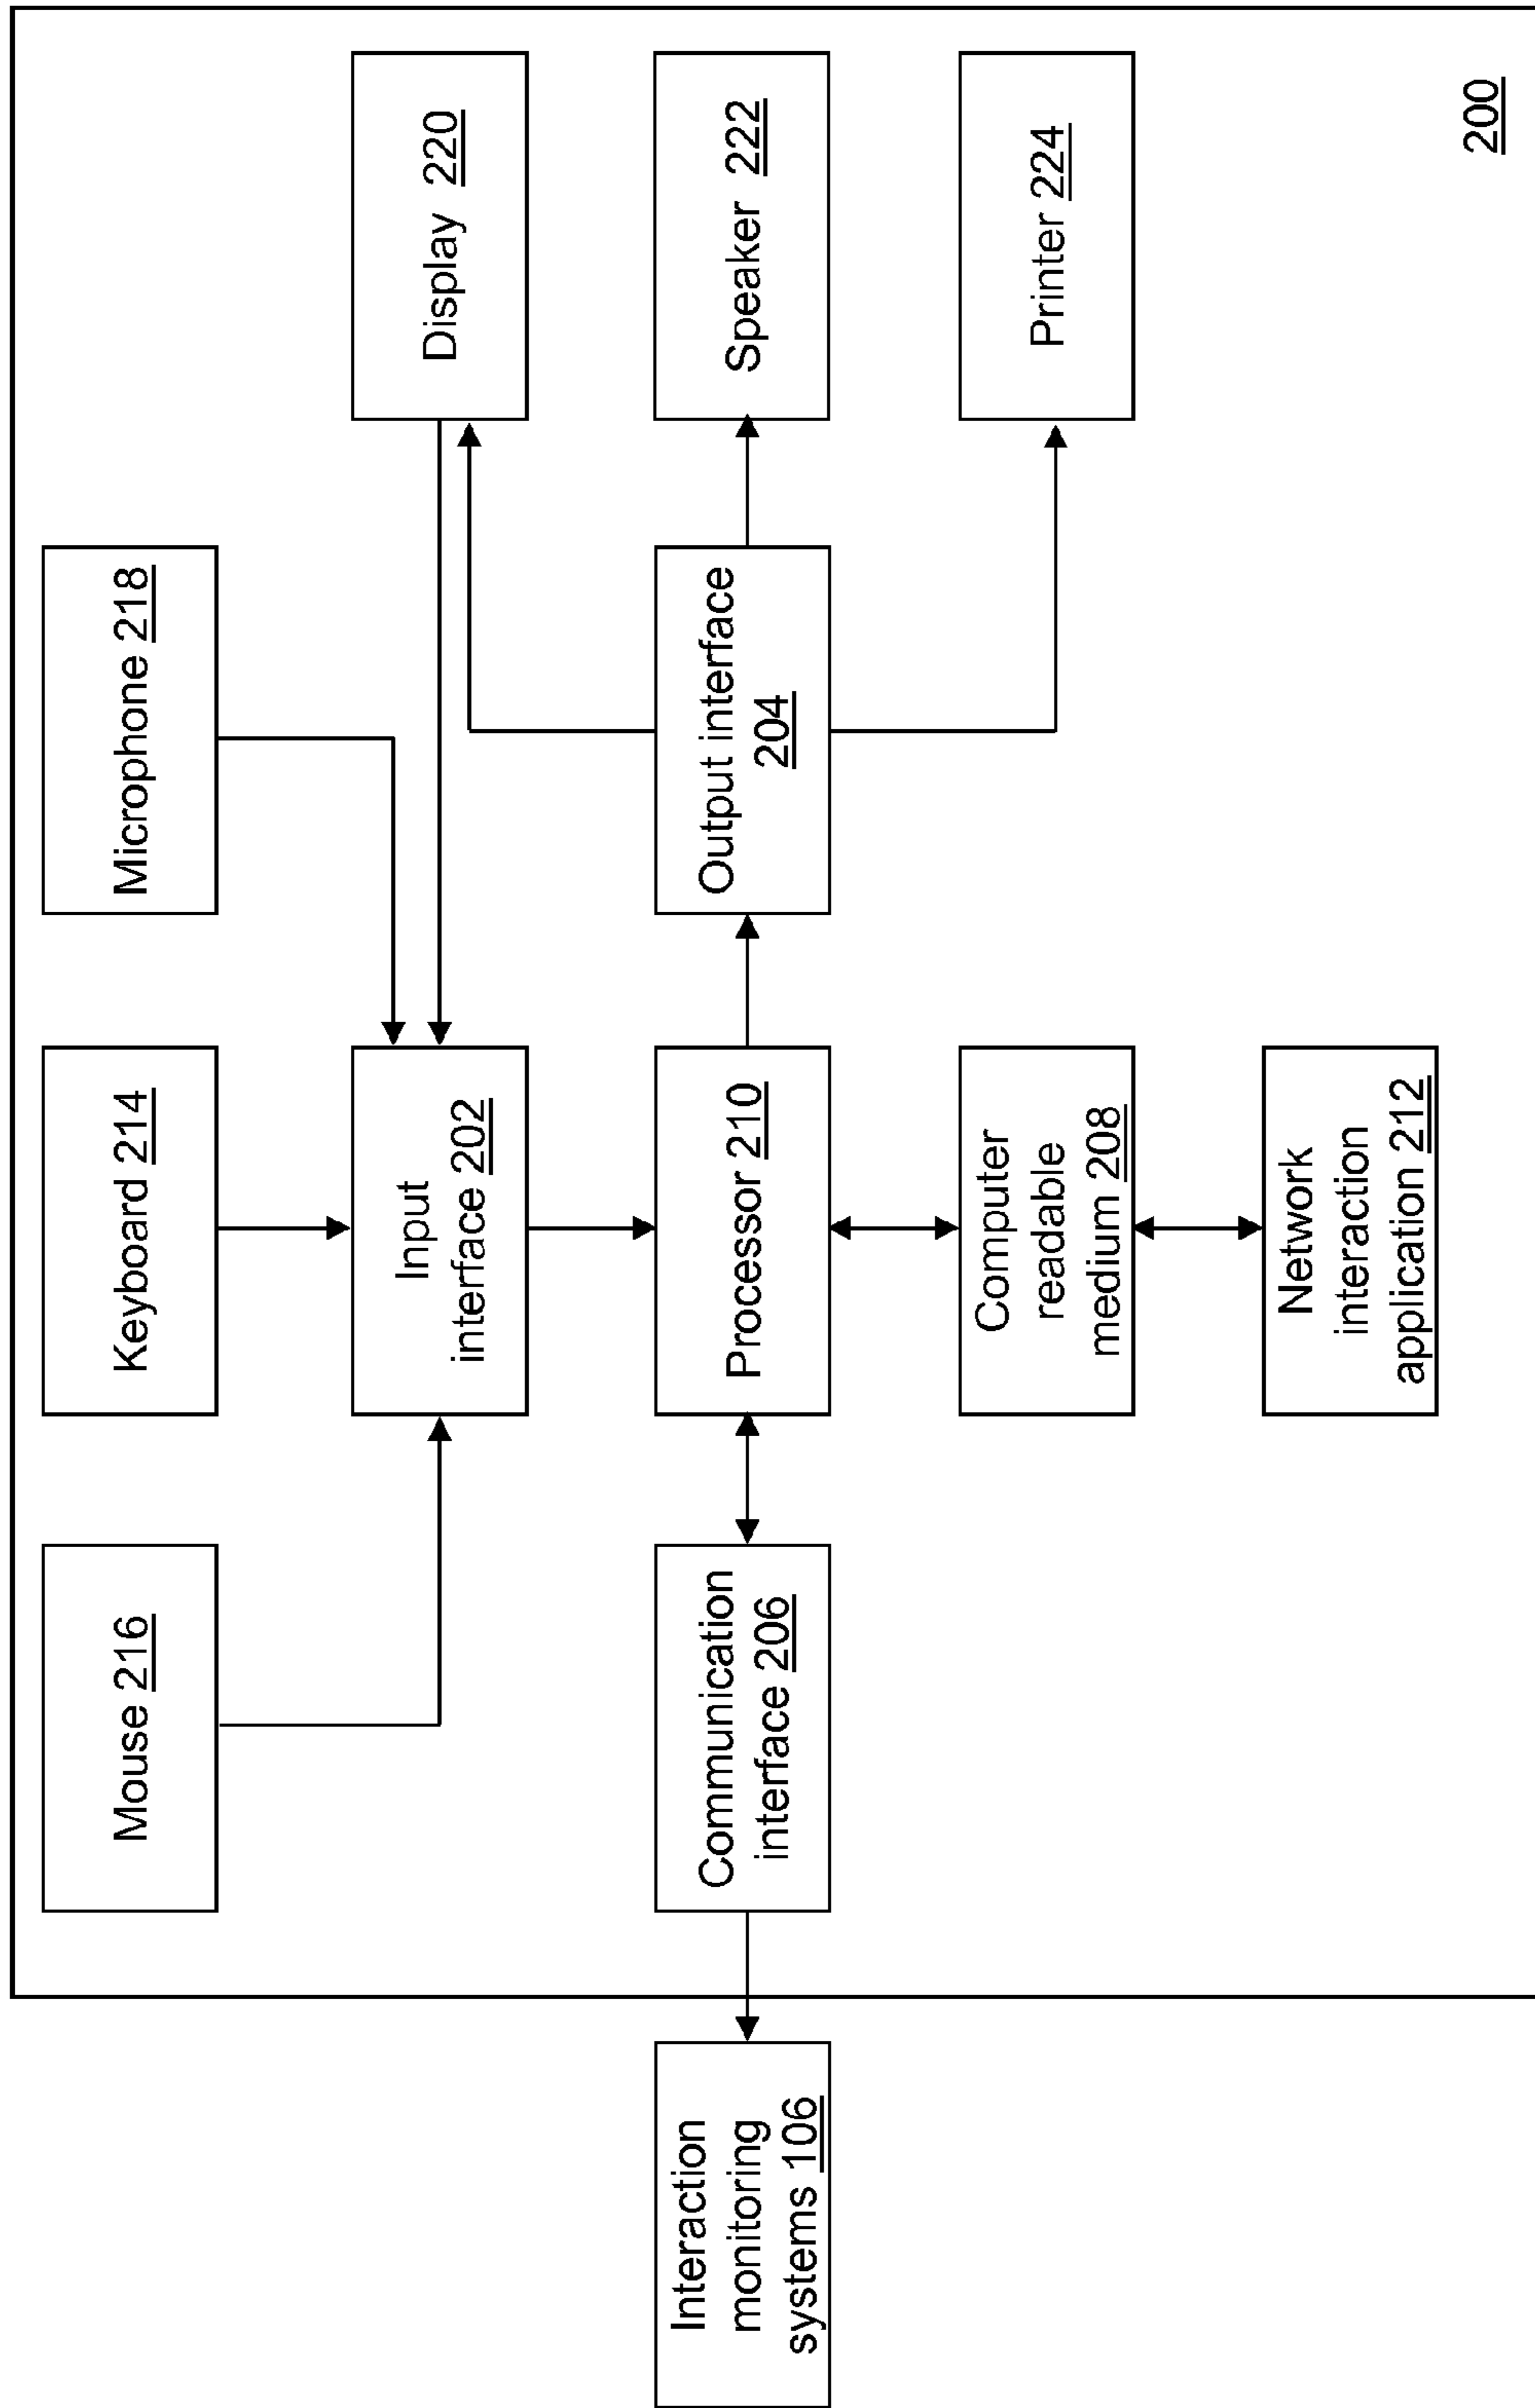 Mouse 216
Keyboard 214
Microphone 218
Input
interface 202
Display 220
Interaction
monitoring
systems 106
Communication
interface 206
Processor 210
Output interface
204
Speaker 222
Computer
readable
medium 208
Printer 224
Network
interaction
application 212
200